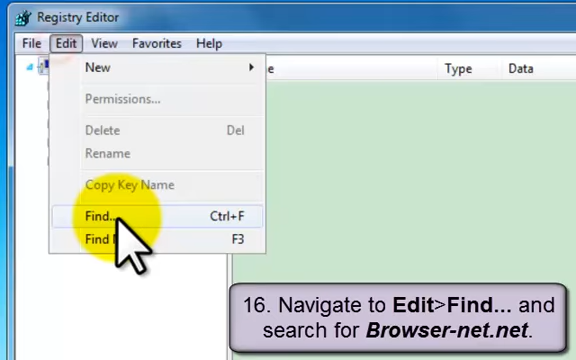 Registry Editor
File Edit View Favorites Help
New
Type Data
Permissions...
Delete Del
Rename
Copy Key Name
Find... Ctrl+F
Find F3
16. Navigate to Edit>Find... and
search for Browser-net.net.